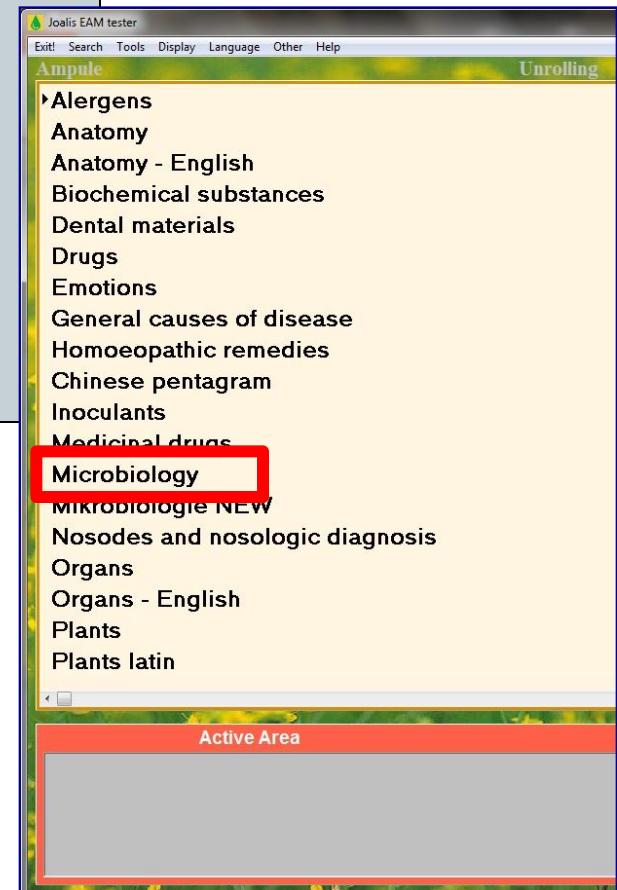 Joalis EAM tester
Exit! Search Tools Display Language Other Help
Ampule Unrolling
Alergens
Anatomy
Anatomy - English
Biochemical substances
Dental materials
Drugs
Emotions
General causes of disease
Homoeopathic remedies
Chinese pentagram
Inoculants
Medicinal drugs
Microbiology
Mikrobiologie NEW
Nosodes and nosologic diagnosis
Organs
Organs - English
Plants
Plants latin
Active Area